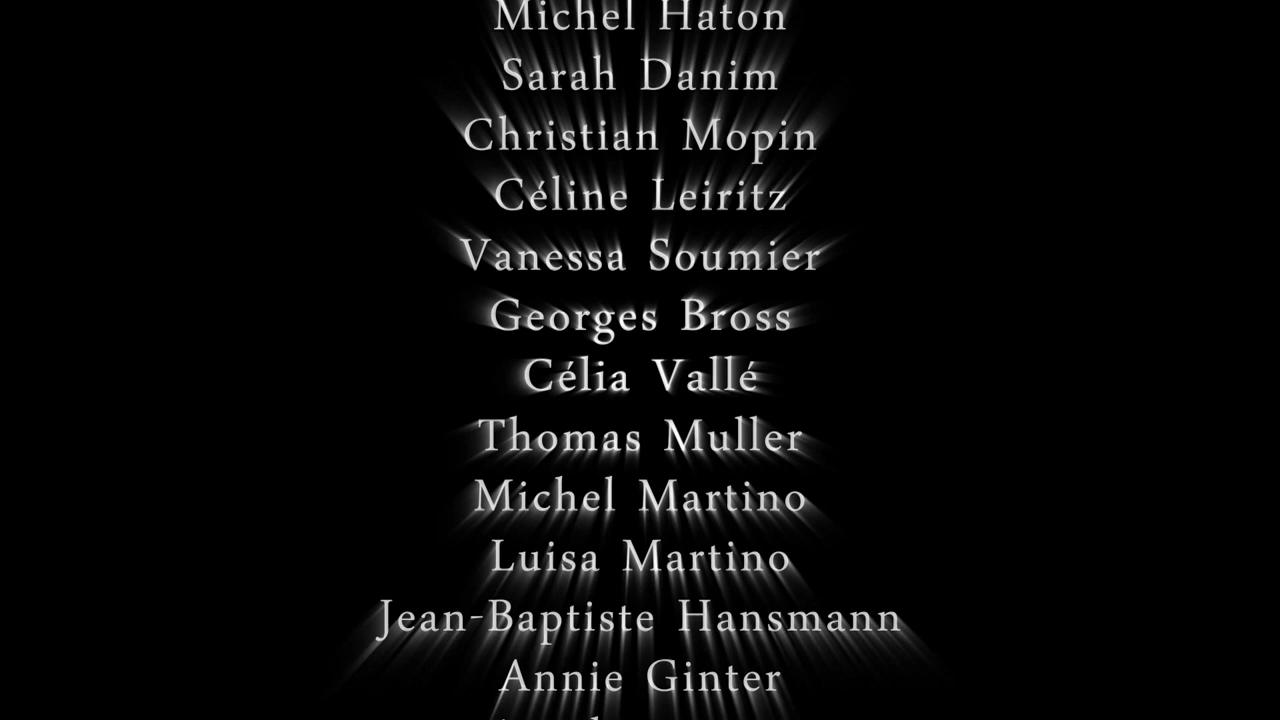 Michel Haton
Sarah Danim
Christian Mopin
Céline Leiritz
Vanessa Soumier
Georges Bross
Célia Vallé
Thomas Muller
Michel Martino
Luisa Martino
Jean-Baptiste Hansmann
Annie Ginter